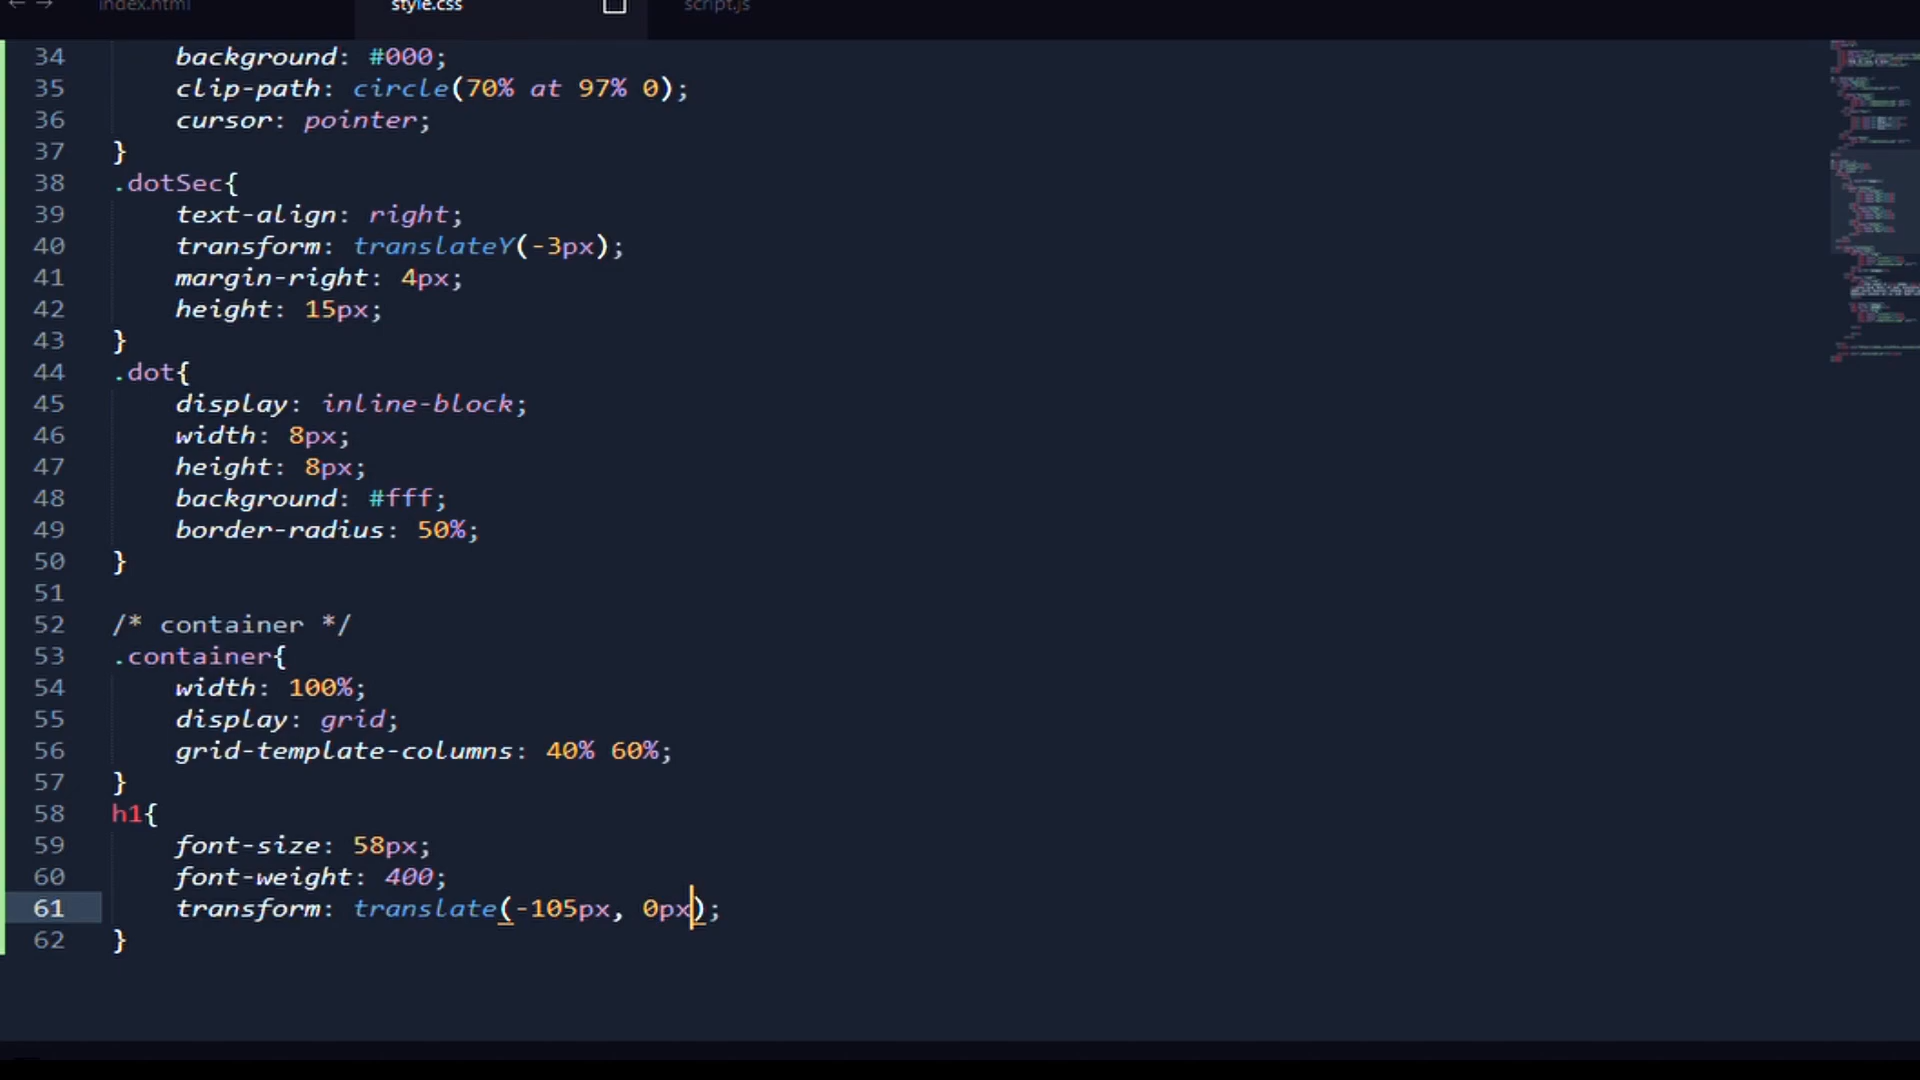 index.html style.css script.js
34 background: #000;
35 clip-path: circle(70% at 97% 0);
36 cursor: pointer;
37 }
38 .dotSec{
39 text-align: right;
40 transform: translateY(-3px);
41 margin-right: 4px;
42 height: 15px;
43 }
44 .dot{
45 display: inline-block;
46 width: 8px;
47 height: 8px;
48 background: #fff;
49 border-radius: 50%;
50 }
51
52 /* container */
53 .container{
54 width: 100%;
55 display: grid;
56 grid-template-columns: 40% 60%;
57 }
58 h1{
59 font-size: 58px;
60 font-weight: 400;
61 transform: translate(-105px, 0px);
62 }